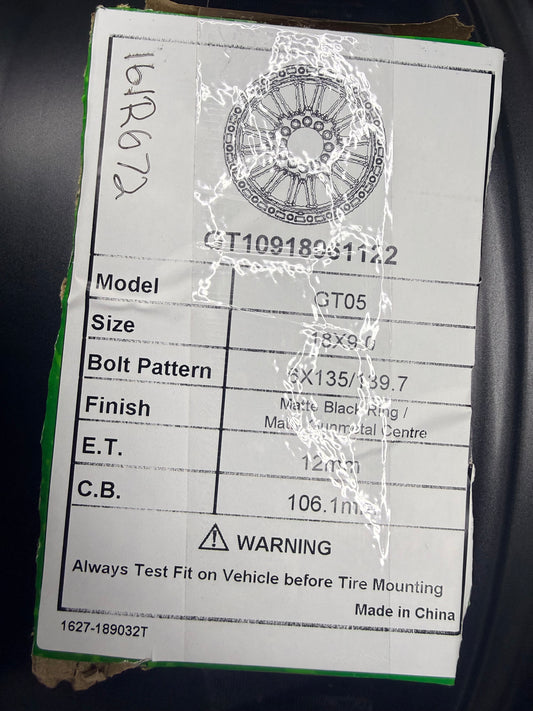 161R672
GT10918961122
Model GT05
Size 18X9.0
Bolt Pattern 6X135/139.7
Finish Matte Black Ring /
Matte Gunmetal Centre
E.T. 12mm
C.B. 106.1mm
WARNING
Always Test Fit on Vehicle before Tire Mounting
Made in China
1627-189032T